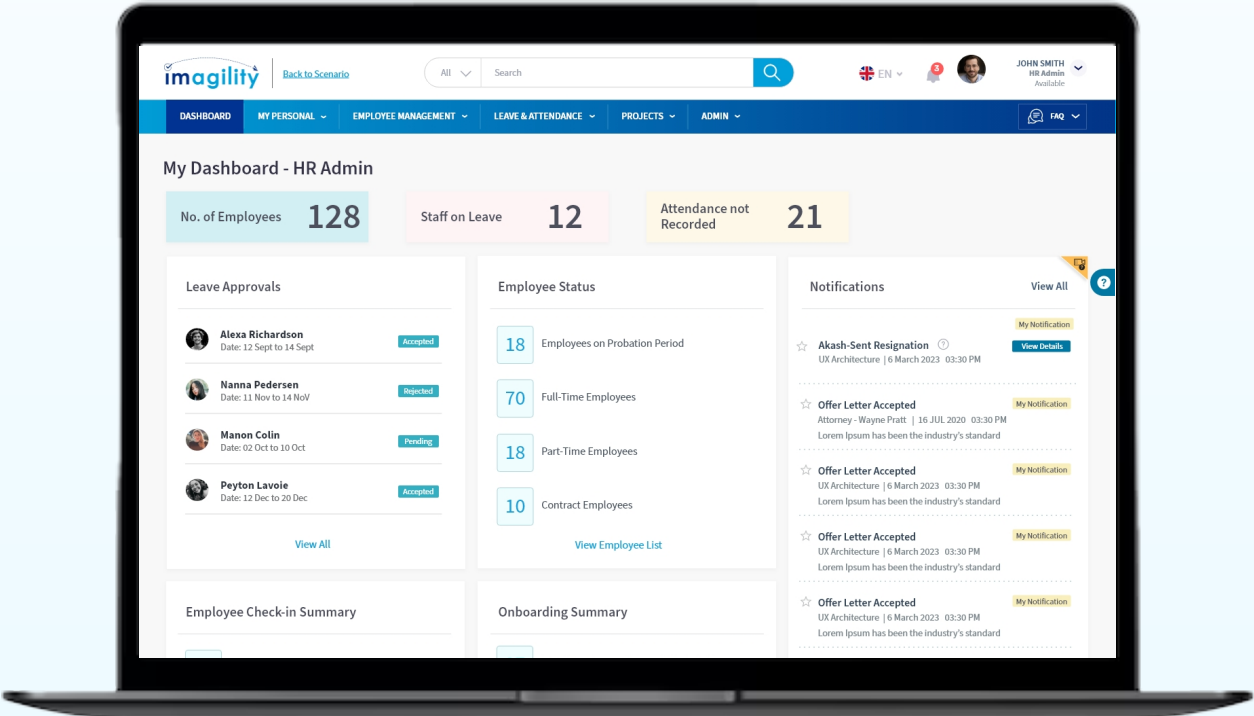 imagility
Back to Scenario
All
Search
EN
3
JOHN SMITH
HR Admin
Available
DASHBOARD
MY PERSONAL
EMPLOYEE MANAGEMENT
LEAVE & ATTENDANCE
PROJECTS
ADMIN
FAQ
My Dashboard - HR Admin
No. of Employees
128
Staff on Leave
12
Attendance not
Recorded
21
Leave Approvals
Alexa Richardson
Date: 12 Sept to 14 Sept
Accepted
Nanna Pedersen
Date: 11 Nov to 14 NoV
Rejected
Manon Colin
Date: 02 Oct to 10 Oct
Pending
Peyton Lavoie
Date: 12 Dec to 20 Dec
Accepted
View All
Employee Status
18
Employees on Probation Period
70
Full-Time Employees
18
Part-Time Employees
10
Contract Employees
View Employee List
Notifications
View All
?
My Notification
Akash-Sent Resignation ?
View Details
UX Architecture | 6 March 2023 03:30 PM
Offer Letter Accepted
My Notification
Attorney - Wayne Pratt | 16 JUL 2020 03:30 PM
Lorem Ipsum has been the industry's standard
Offer Letter Accepted
My Notification
UX Architecture | 6 March 2023 03:30 PM
Lorem Ipsum has been the industry's standard
Offer Letter Accepted
My Notification
UX Architecture | 6 March 2023 03:30 PM
Lorem Ipsum has been the industry's standard
Offer Letter Accepted
My Notification
UX Architecture | 6 March 2023 03:30 PM
Lorem Ipsum has been the industry's standard
Employee Check-in Summary
Onboarding Summary